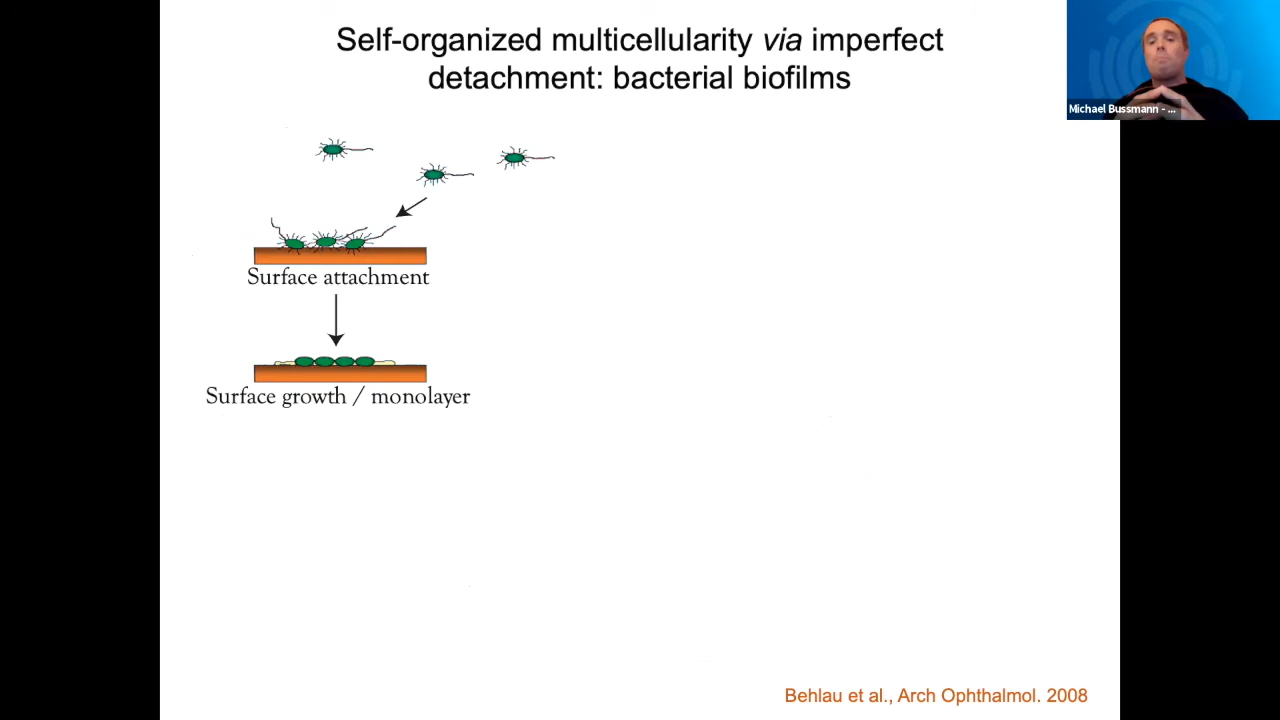 Self-organized multicellularity via imperfect
detachment: bacterial biofilms
Michael Bussmann - ...
Surface attachment
Surface growth / monolayer
Behlau et al., Arch Ophthalmol. 2008